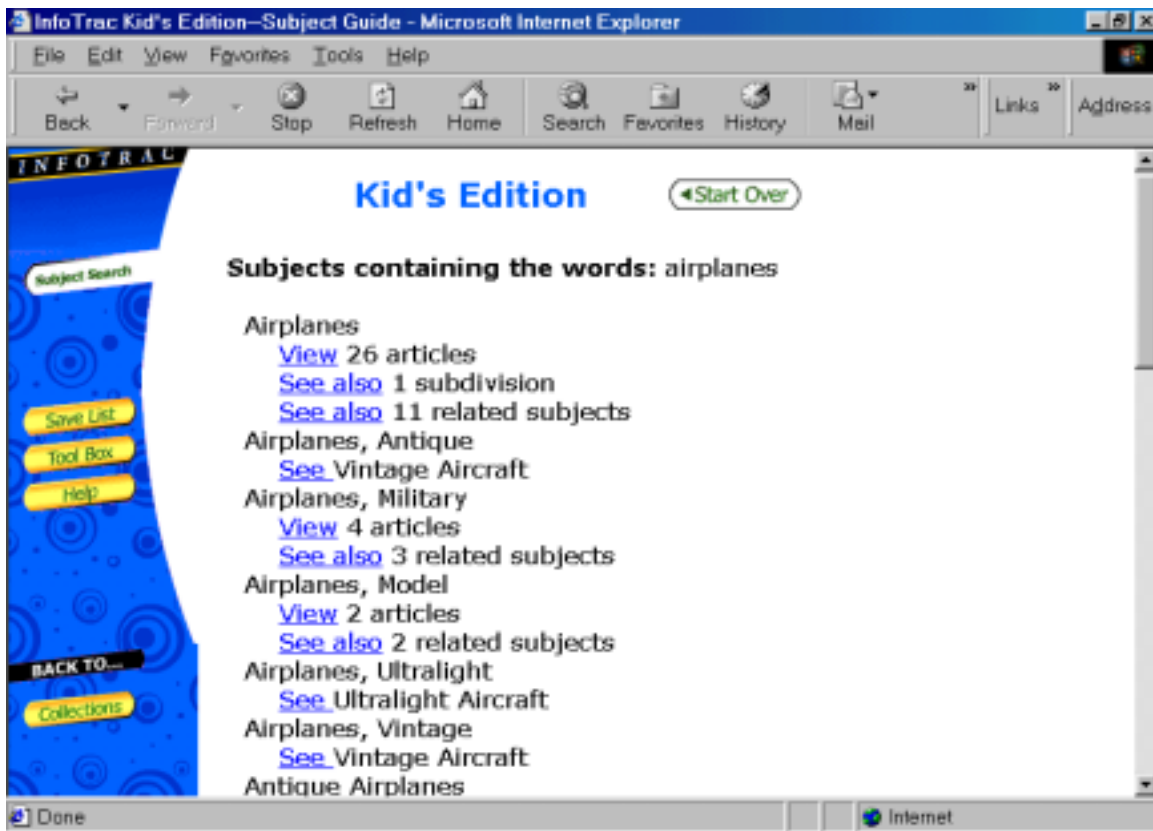 InfoTrac Kid's Edition--Subject Guide - Microsoft Internet Explorer
File Edit View Favorites Tools Help
Back Forward Stop Refresh Home Search Favorites History Mail » Links » Address
INFOTRAC
Kid's Edition
Start Over
Subject Search
Subjects containing the words: airplanes
Airplanes
View 26 articles
See also 1 subdivision
See also 11 related subjects
Airplanes, Antique
See Vintage Aircraft
Airplanes, Military
View 4 articles
See also 3 related subjects
Airplanes, Model
View 2 articles
See also 2 related subjects
Airplanes, Ultralight
See Ultralight Aircraft
Airplanes, Vintage
See Vintage Aircraft
Antique Airplanes
Save List
Tool Box
Help
BACK TO...
Collections
Done
Internet